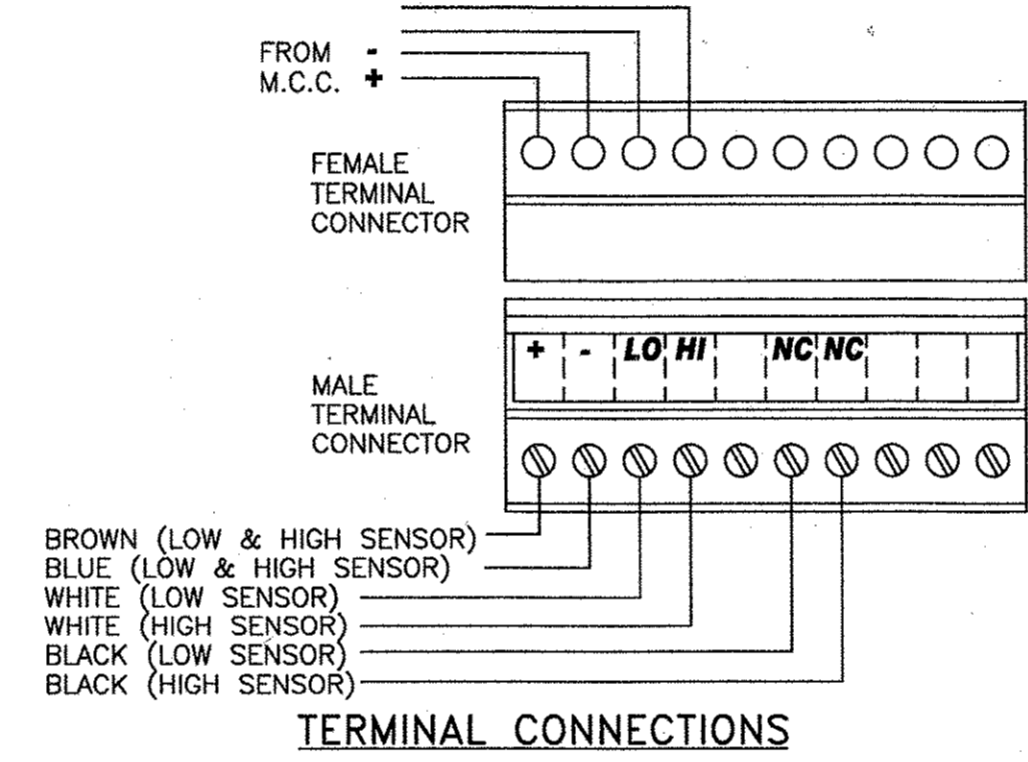 FROM -
M.C.C. +
FEMALE
TERMINAL
CONNECTOR
+ - LO HI NC NC
MALE
TERMINAL
CONNECTOR
BROWN (LOW & HIGH SENSOR)
BLUE (LOW & HIGH SENSOR)
WHITE (LOW SENSOR)
WHITE (HIGH SENSOR)
BLACK (LOW SENSOR)
BLACK (HIGH SENSOR)
TERMINAL CONNECTIONS